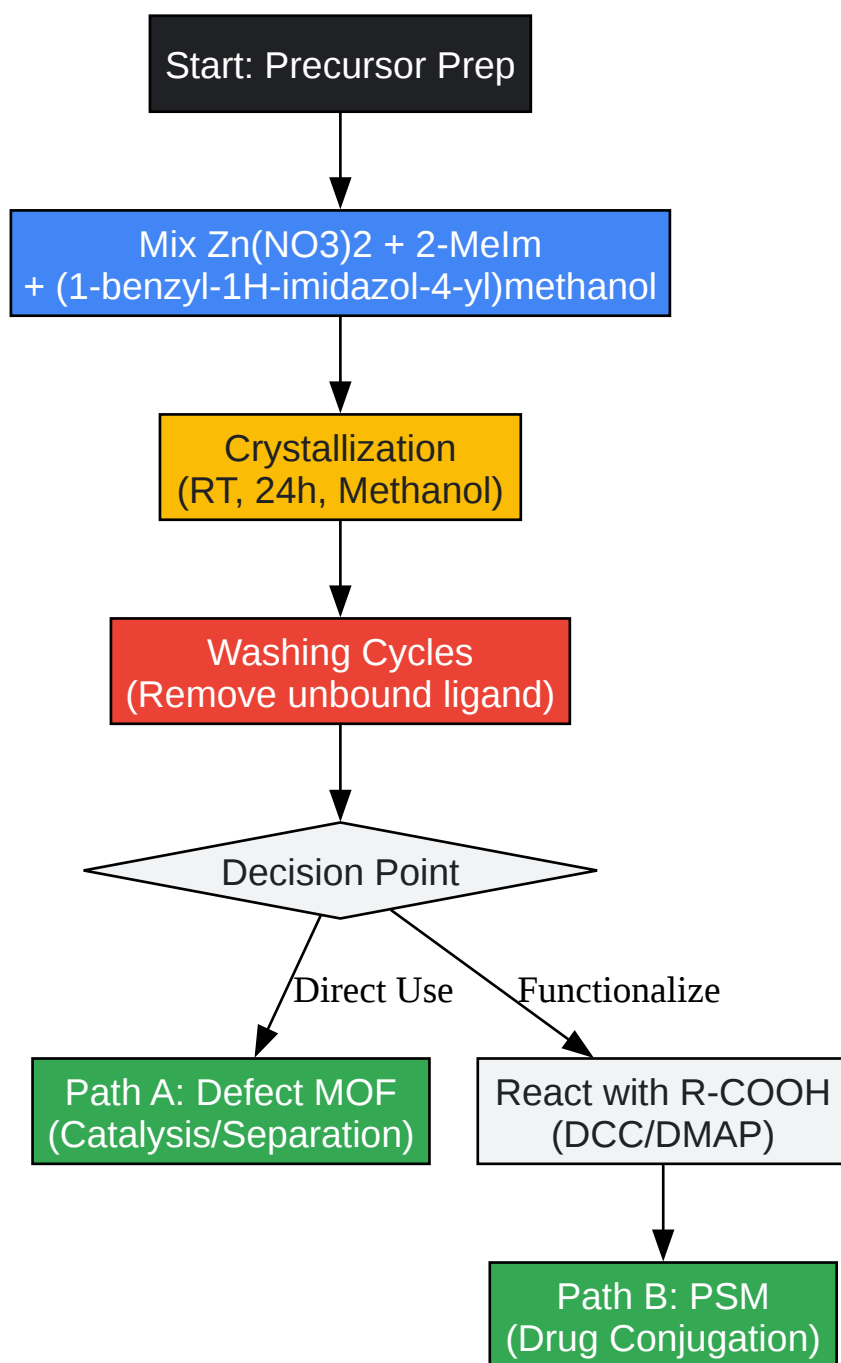 Start: Precursor Prep
Mix Zn(NO3)2 + 2-MeIm
+ (1-benzyl-1H-imidazol-4-yl)methanol
Crystallization
(RT, 24h, Methanol)
Washing Cycles
(Remove unbound ligand)
Decision Point
Direct Use
Functionalize
Path A: Defect MOF
(Catalysis/Separation)
React with R-COOH
(DCC/DMAP)
Path B: PSM
(Drug Conjugation)